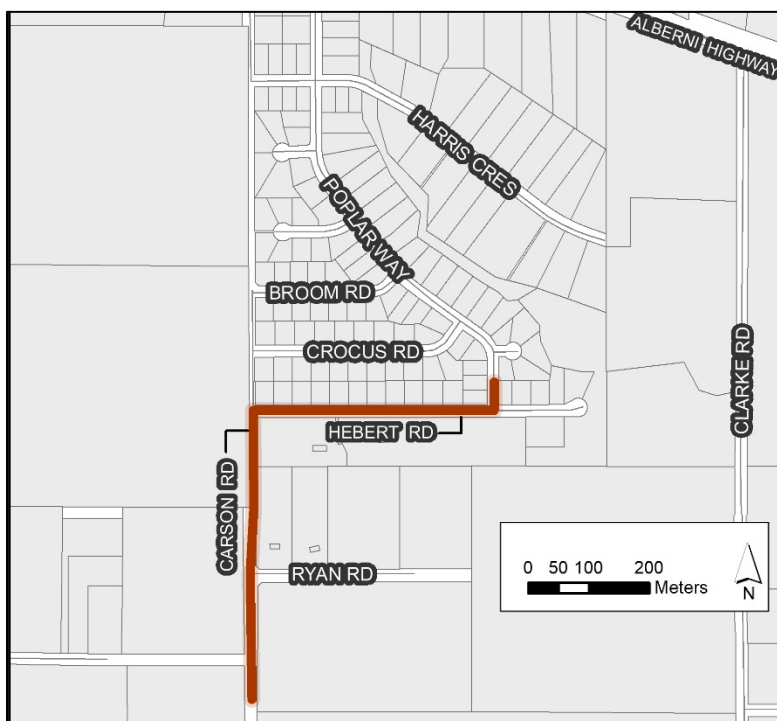 ALBERNI HIGHWAY
HARRIS CRES
POPLAR WAY
BROOM RD
CROCUS RD
CLARKE RD
HEBERT RD
CARSON RD
RYAN RD
0 50 100 200
Meters
N